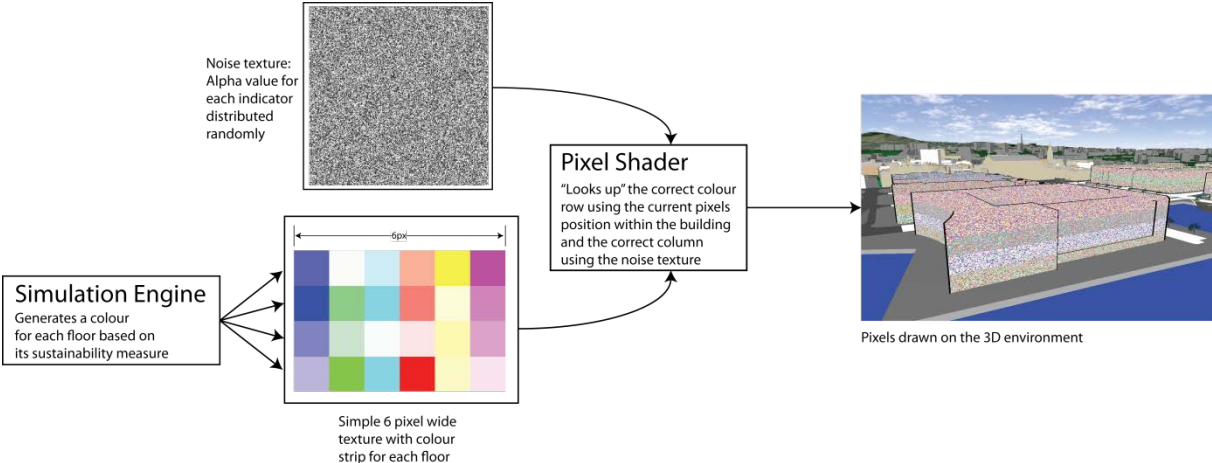 Noise texture:
Alpha value for
each indicator
distributed
randomly
Simulation Engine
Generates a colour
for each floor based on
its sustainability measure
6px
Simple 6 pixel wide
texture with colour
strip for each floor
Pixel Shader
“Looks up” the correct colour
row using the current pixels
position within the building
and the correct column
using the noise texture
Pixels drawn on the 3D environment